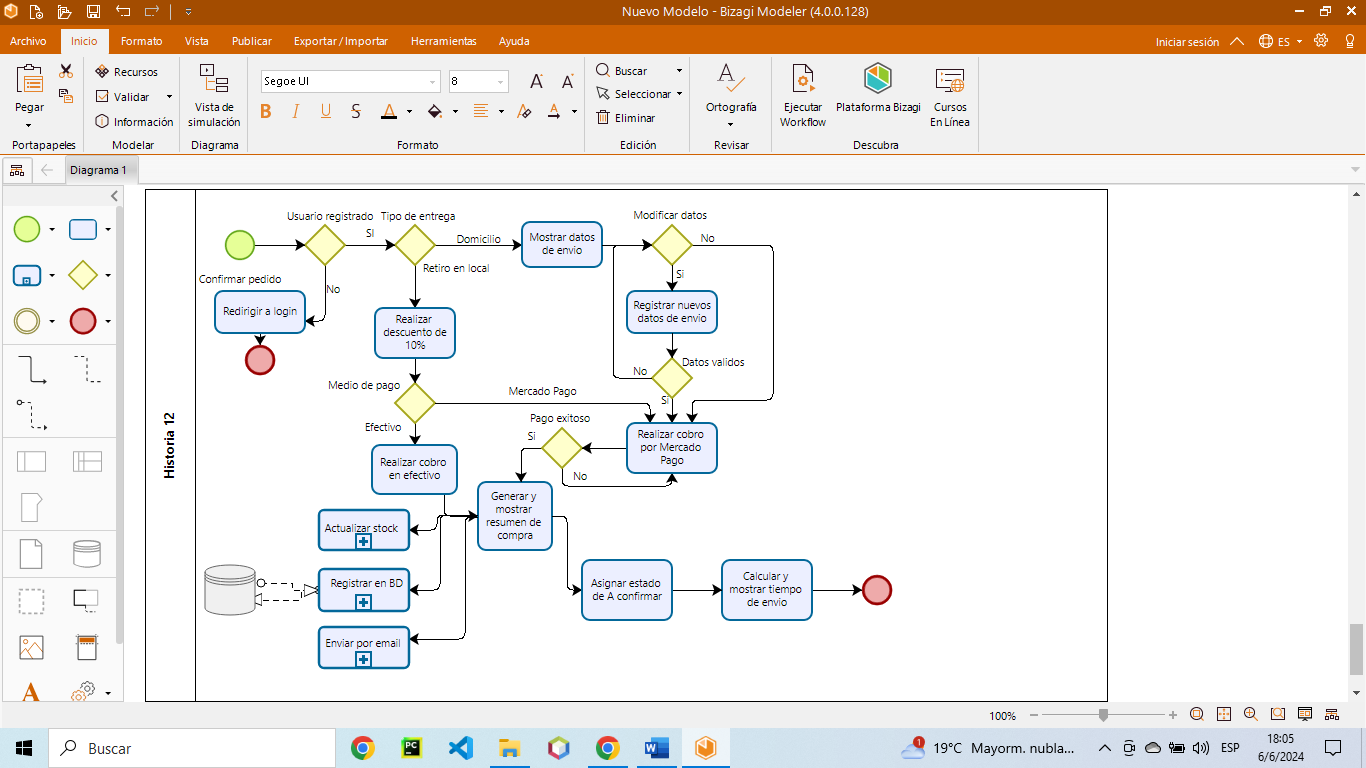 Nuevo Modelo - Bizagi Modeler (4.0.0.128)
Archivo
Inicio
Formato
Vista
Publicar
Exportar / Importar
Herramientas
Ayuda
Iniciar sesión
ES
Pegar
Portapapeles
Recursos
Validar
Información
Modelar
Vista de
simulación
Diagrama
Segoe UI
8
A
A
B
I
U
S
A
A
Formato
Buscar
Seleccionar
Eliminar
Edición
Ortografía
Revisar
Ejecutar
Workflow
Plataforma Bizagi
Cursos
En Línea
Descubra
Diagrama 1
Historia 12
Usuario registrado
Tipo de entrega
Modificar datos
SI
Domicilio
Mostrar datos
de envio
No
Confirmar pedido
No
Retiro en local
Si
Redirigir a login
Realizar
descuento de
10%
Registrar nuevos
datos de envio
No
Datos validos
Medio de pago
Mercado Pago
Si
Efectivo
Pago exitoso
Si
No
Realizar cobro
por Mercado
Pago
Realizar cobro
en efectivo
Generar y
mostrar
resumen de
compra
Actualizar stock
Registrar en BD
Enviar por email
Asignar estado
de A confirmar
Calcular y
mostrar tiempo
de envio
A
100%
Buscar
PC
W
1
19°C Mayorm. nubla...
ESP
18:05
6/6/2024